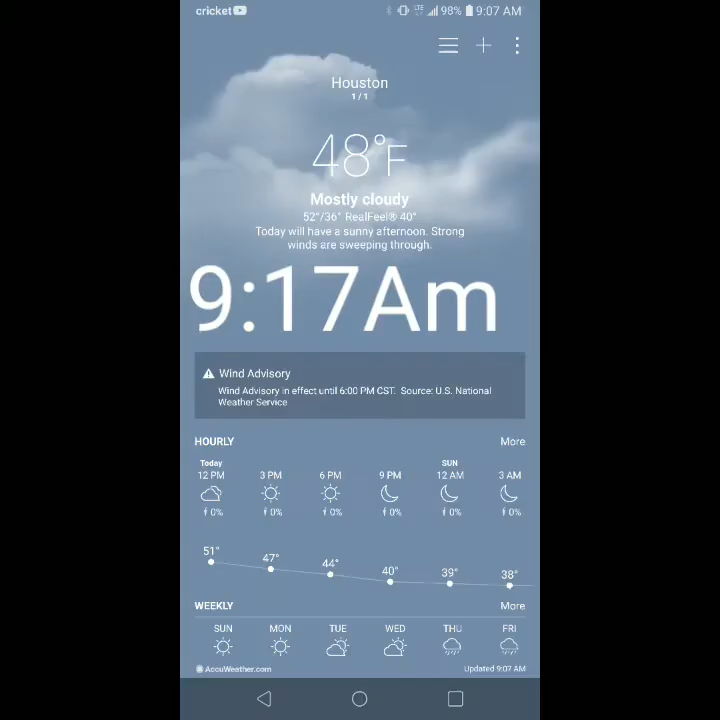 cricket
LTE 98% 9:07 AM
Houston
1/1
48°F
Mostly cloudy
52°/36° RealFeel® 40°
Today will have a sunny afternoon. Strong
winds are sweeping through.
9:17Am
Wind Advisory
Wind Advisory in effect until 6:00 PM CST. Source: U.S. National
Weather Service
HOURLY More
Today SUN
12 PM 3 PM 6 PM 9 PM 12 AM 3 AM
0% 0% 0% 0% 0% 0%
51° 47° 44° 40° 39° 38°
WEEKLY More
SUN MON TUE WED THU FRI
AccuWeather.com Updated 9:07 AM